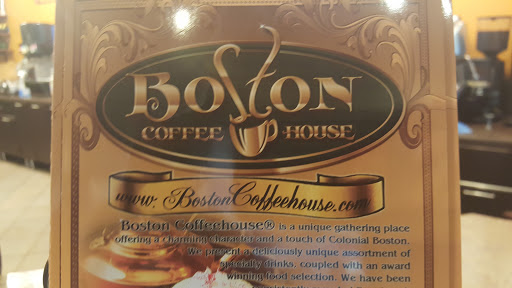 BOSTON
COFFEE HOUSE
www.BostonCoffeehouse.com
Boston Coffeehouse® is a unique gathering place
offering a charming character and a touch of Colonial Boston.
We present a deliciously unique assortment of
specialty drinks, coupled with an award
winning food selection. We have been